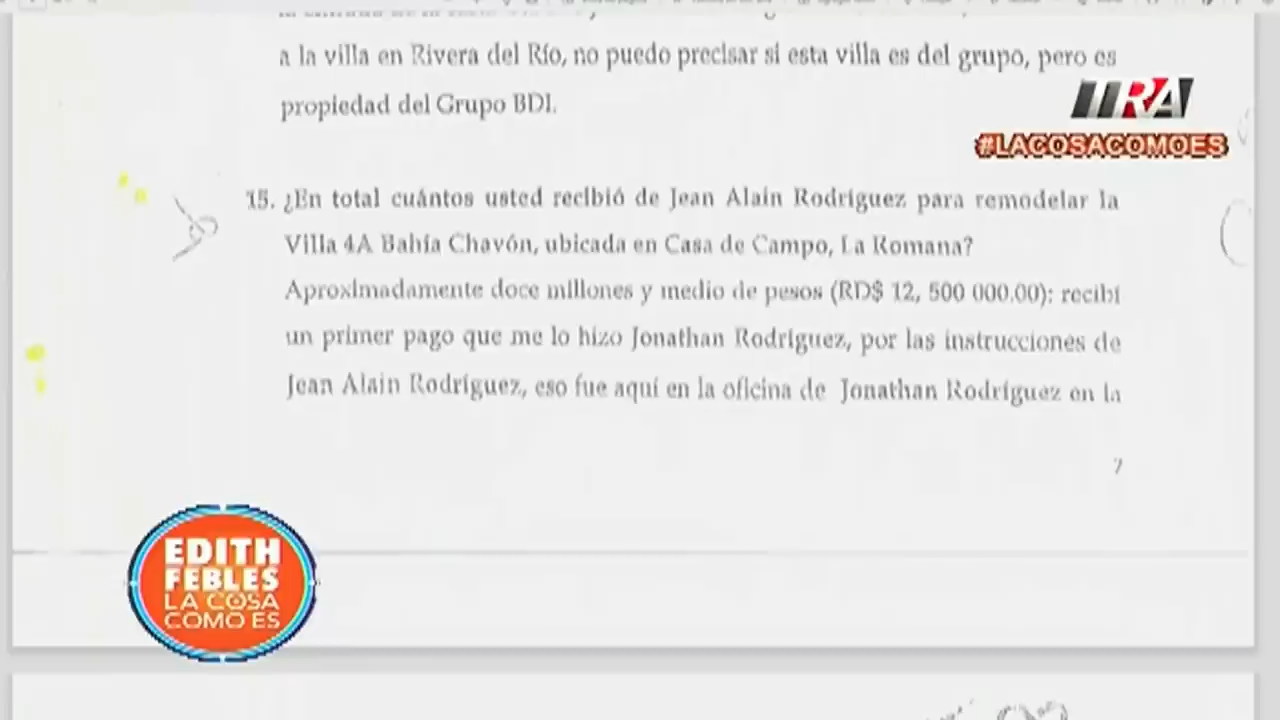 a la villa en Rivera del Río, no puedo precisar si esta villa es del grupo, pero es
propiedad del Grupo BDI.
TRA
#LACOSACOMOES
15. ¿En total cuántos usted recibió de Jean Alain Rodríguez para remodelar la
Villa 4A Bahía Chavón, ubicada en Casa de Campo, La Romana?
Aproximadamente doce millones y medio de pesos (RD$ 12, 500 000.00): recibí
un primer pago que me lo hizo Jonathan Rodríguez, por las instrucciones de
Jean Alain Rodríguez, eso fue aquí en la oficina de Jonathan Rodríguez en la
7
EDITH
FEBLES
LA COSA
COMO ES